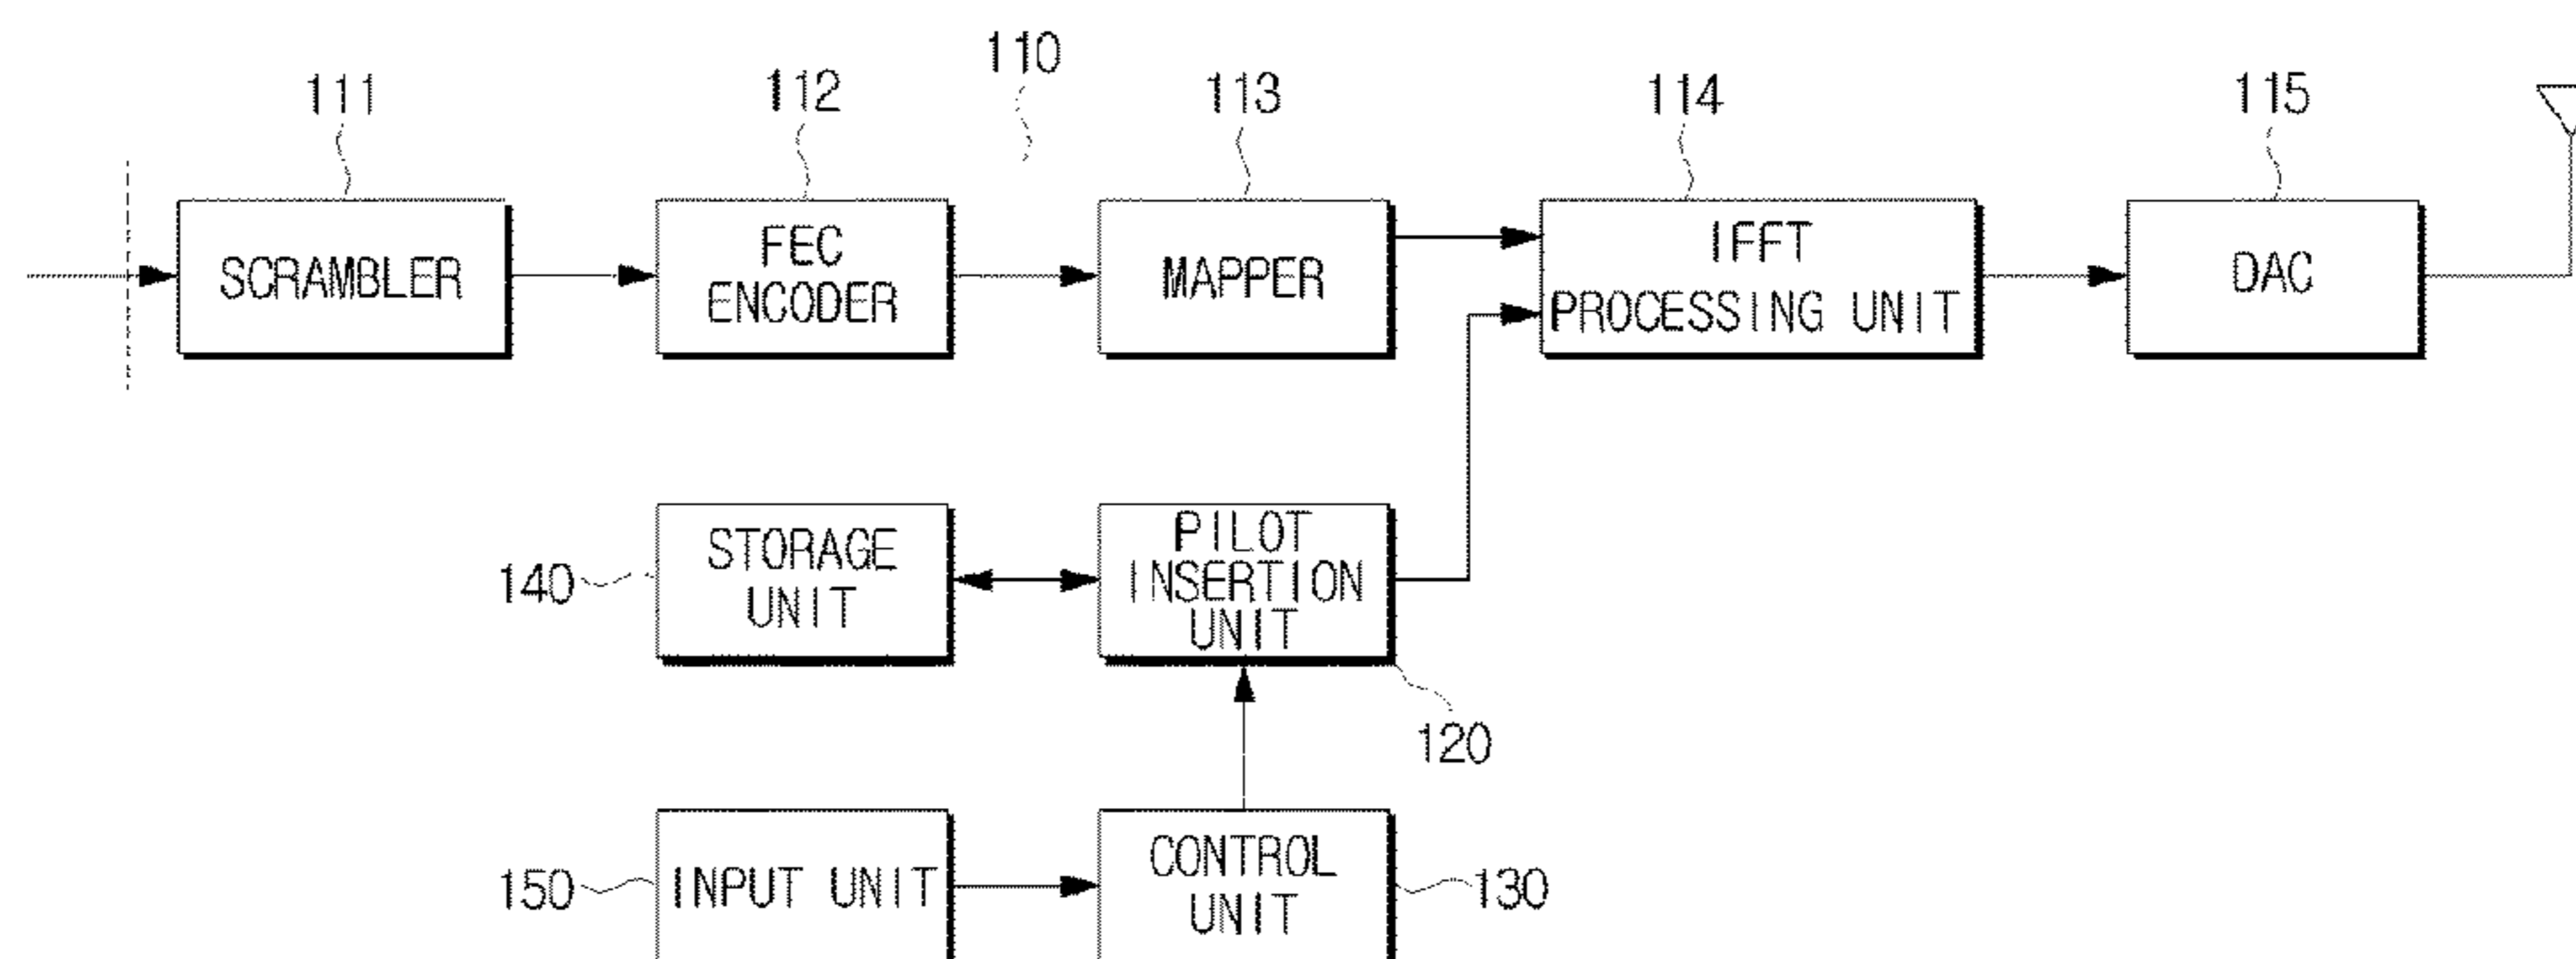 110
111
112
113
114
115
SCRAMBLER
FEC
ENCODER
MAPPER
IFFT
PROCESSING UNIT
DAC
140
STORAGE
UNIT
PILOT
INSERTION
UNIT
120
150
INPUT UNIT
CONTROL
UNIT
130